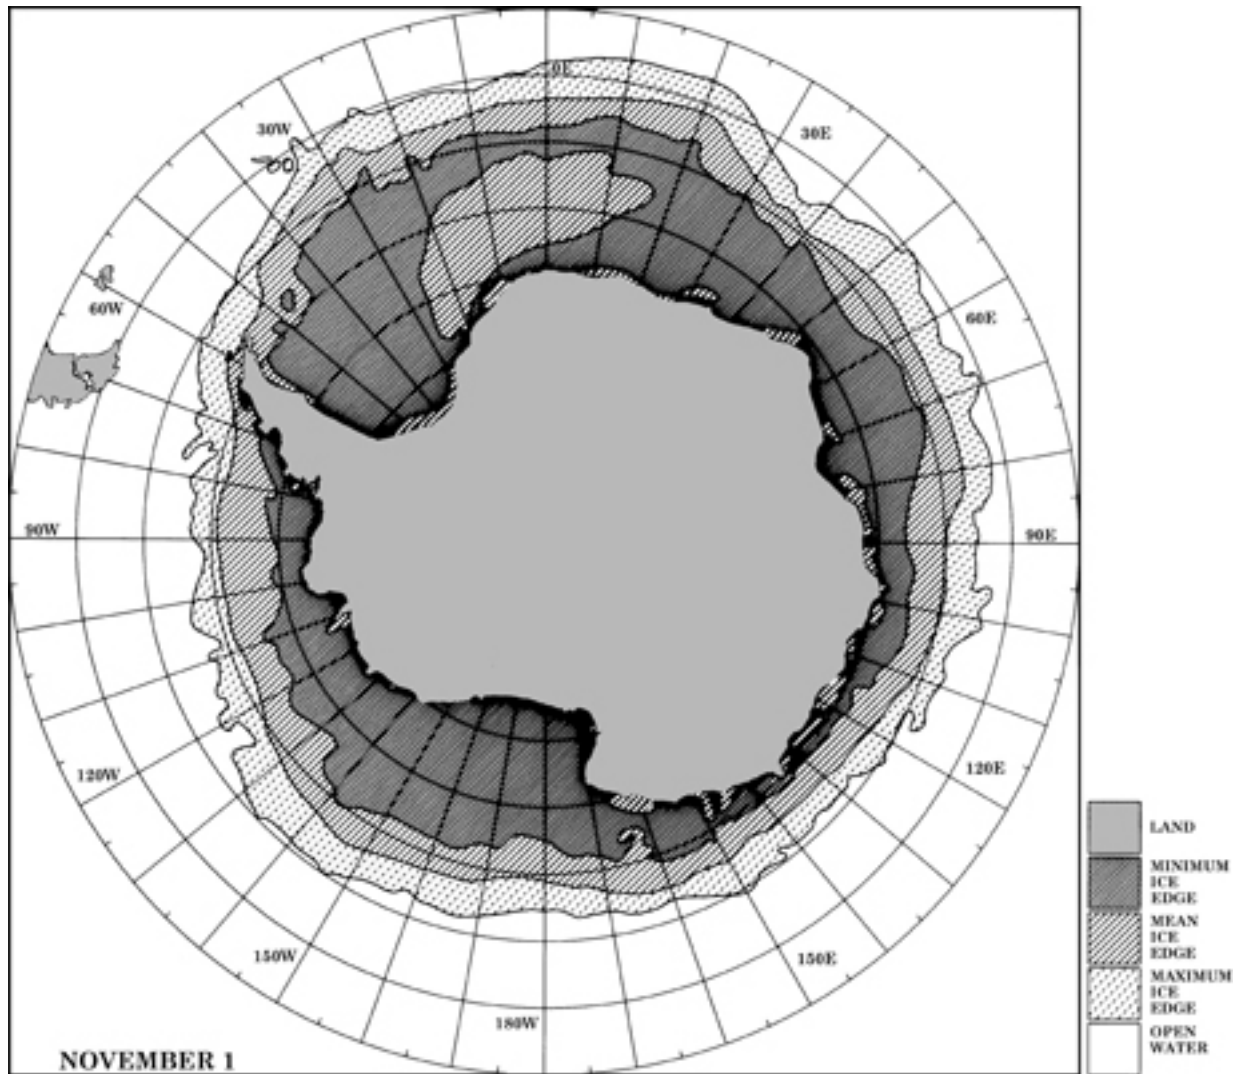 0E
30W
30E
60W
60E
90W
90E
120W
120E
150W
150E
180W
NOVEMBER 1
LAND
MINIMUM
ICE
EDGE
MEAN
ICE
EDGE
MAXIMUM
ICE
EDGE
OPEN
WATER